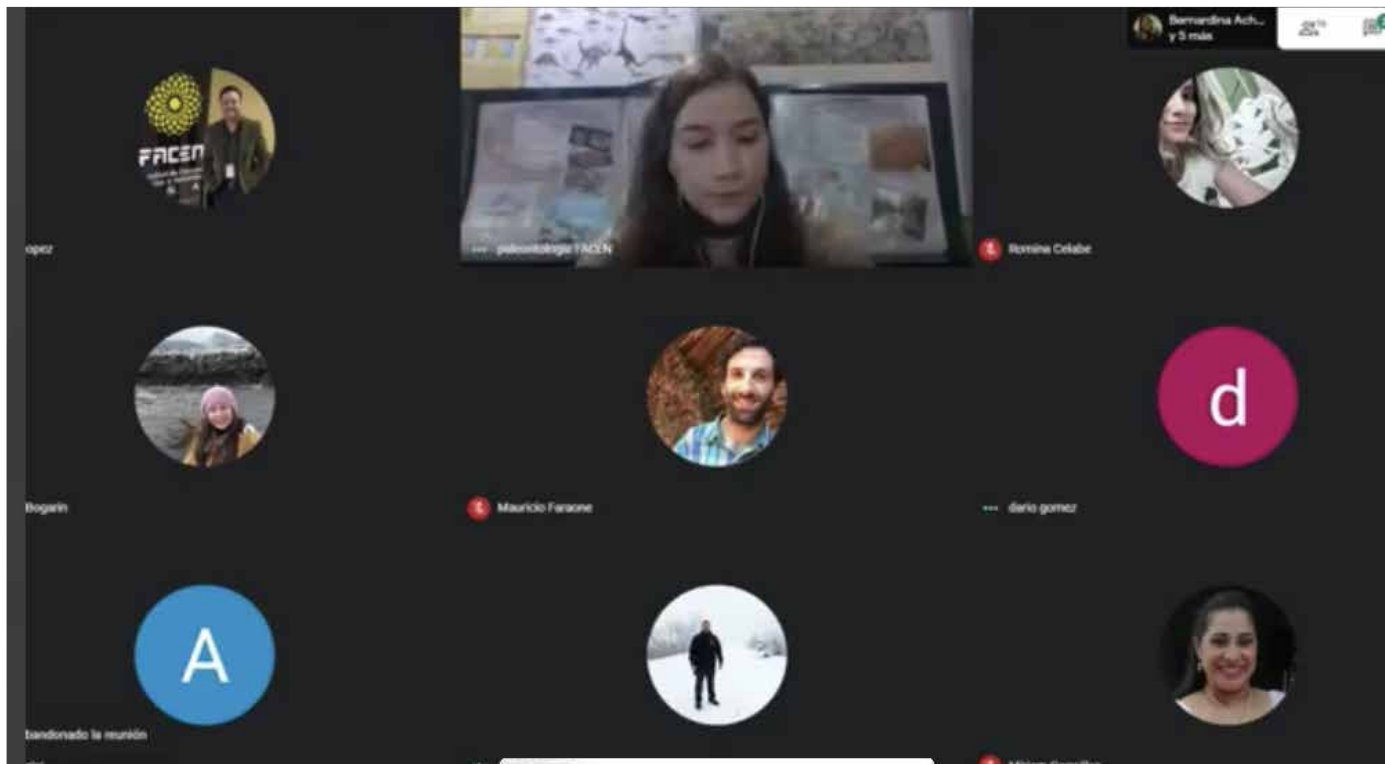 Bernardina Ach...
y 5 más
FACEN
opez
paleontologia FACEN
Romina Celabe
Bogarin
Mauricio Faraone
d
dario gomez
A
bandonado la reunión